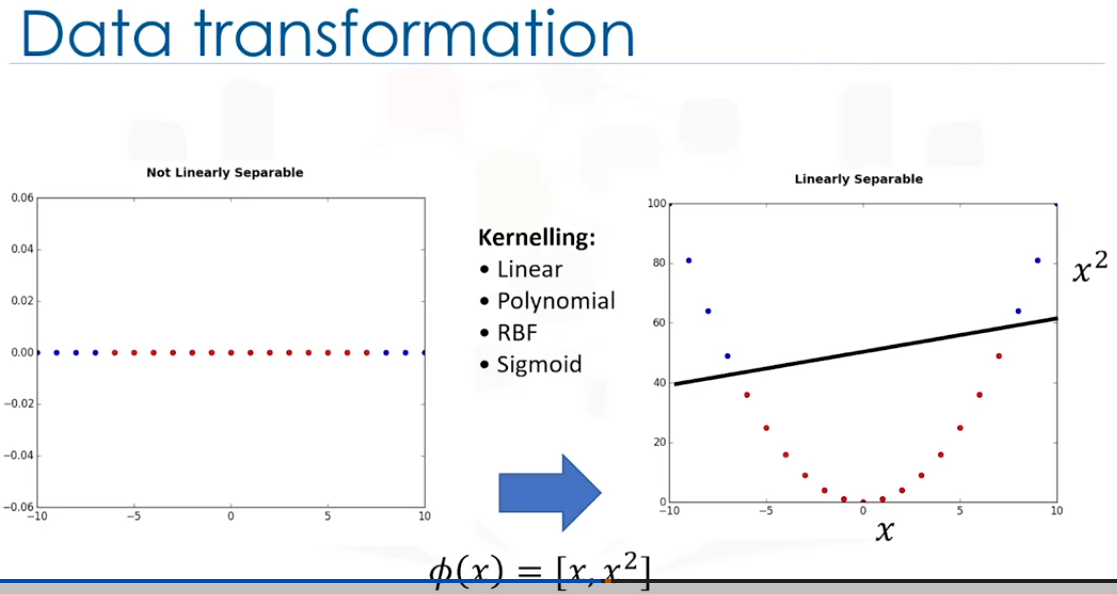 Data transformation
Not Linearly Separable
0.06
0.04
0.02
0.00
−0.02
−0.04
−0.06
−10 −5 0 5 10
Kernelling:
• Linear
• Polynomial
• RBF
• Sigmoid
ϕ(x) = [x, x²]
Linearly Separable
100
80
60
40
20
0
−10 −5 0 5 10
x
x²